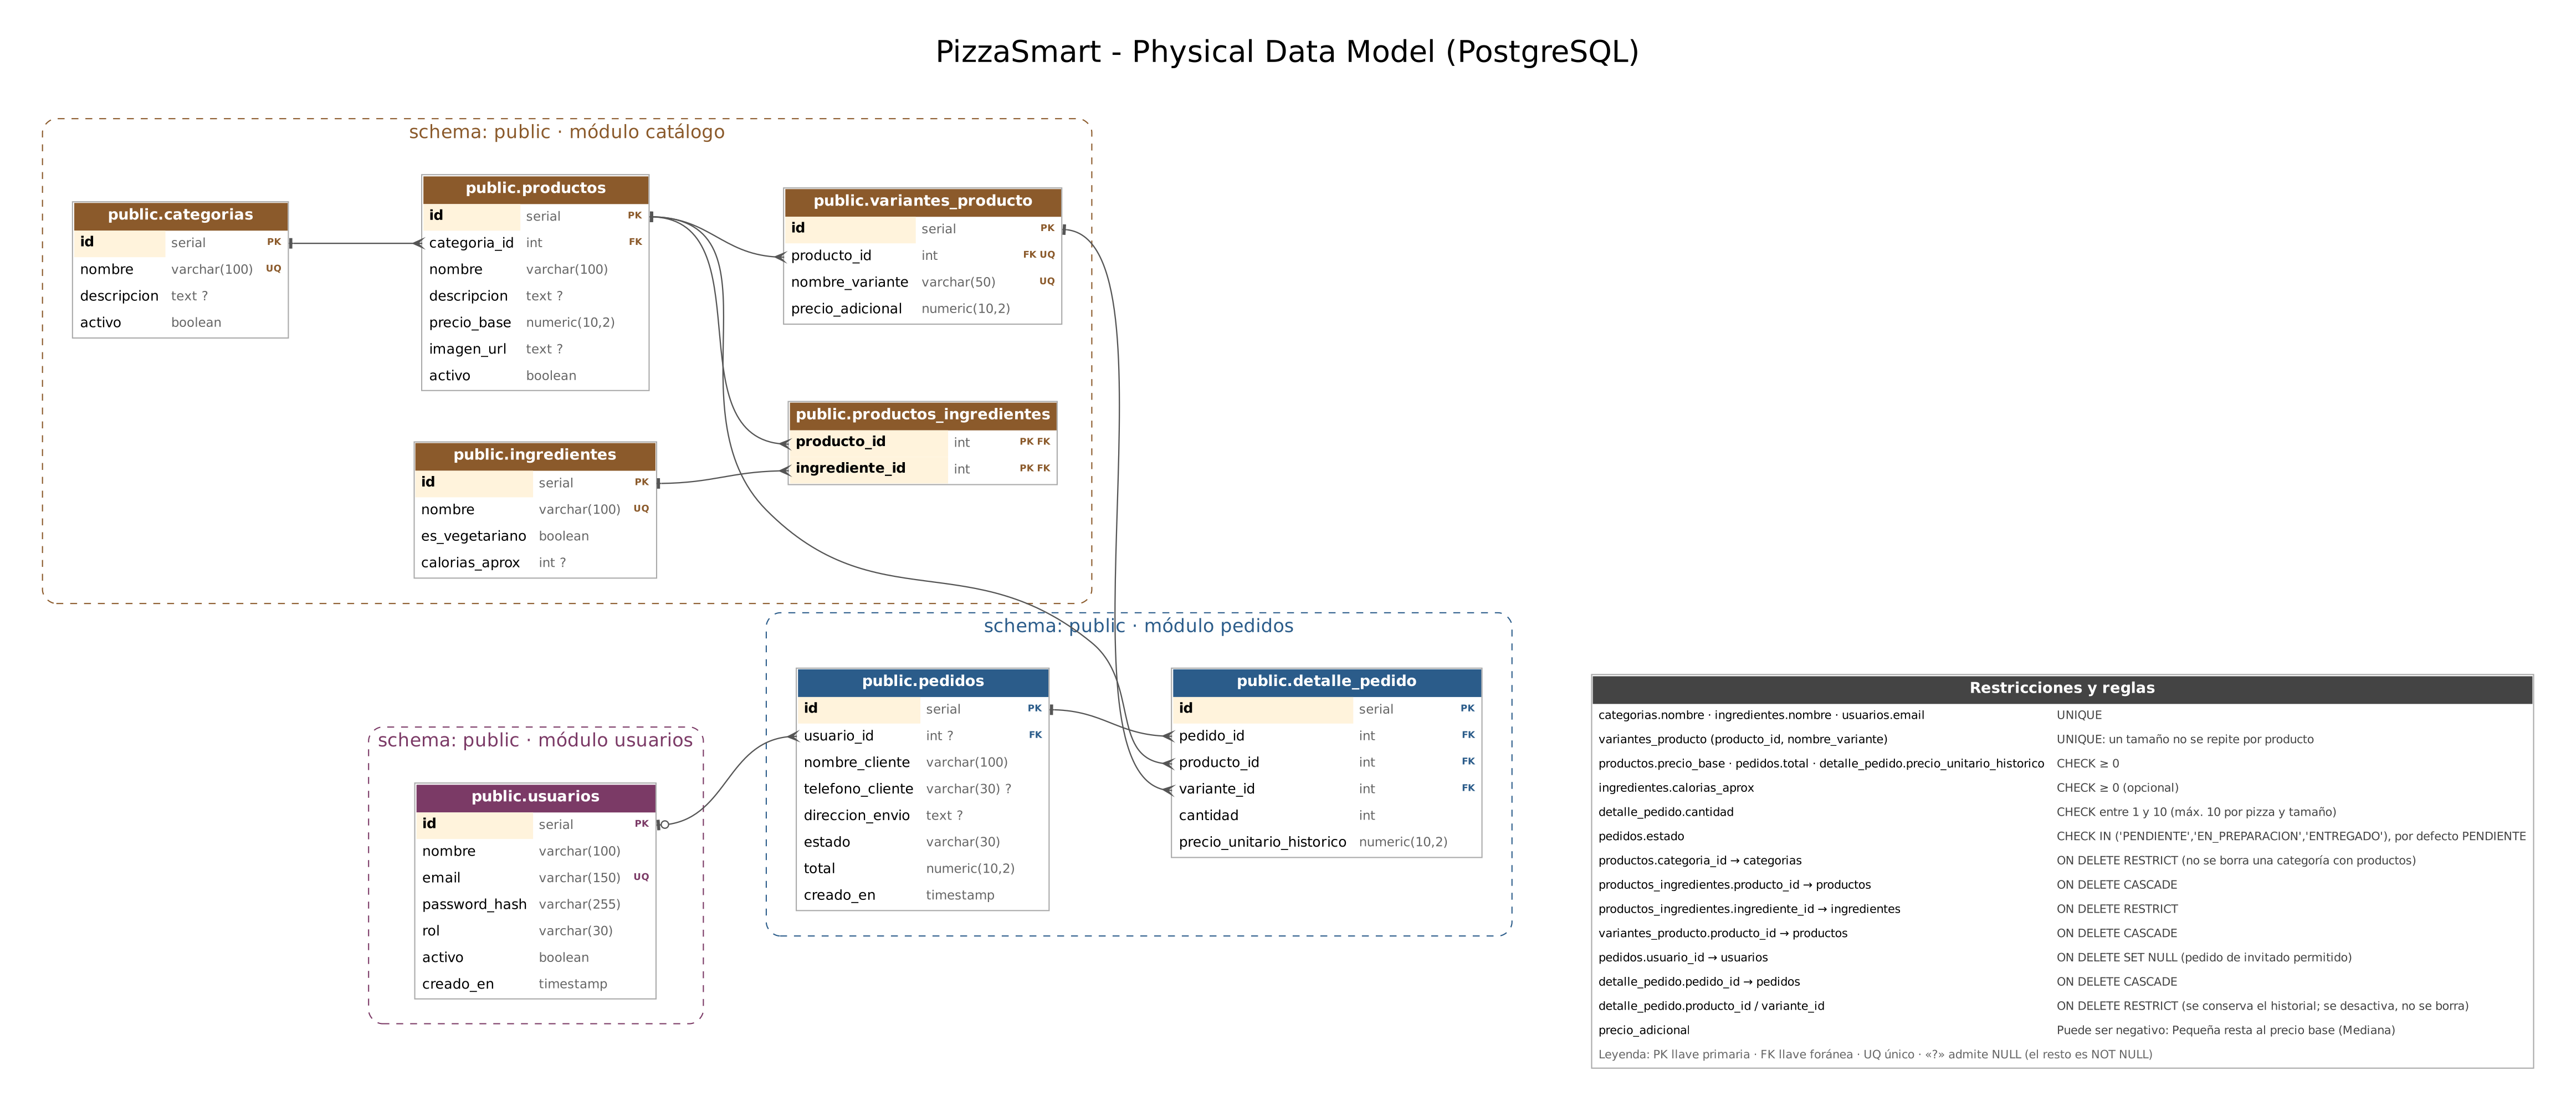 PizzaSmart - Physical Data Model (PostgreSQL)
schema: public · módulo catálogo
public.categorias
id serial PK
nombre varchar(100) UQ
descripcion text ?
activo boolean
public.productos
id serial PK
categoria_id int FK
nombre varchar(100)
descripcion text ?
precio_base numeric(10,2)
imagen_url text ?
activo boolean
public.variantes_producto
id serial PK
producto_id int FK UQ
nombre_variante varchar(50) UQ
precio_adicional numeric(10,2)
public.productos_ingredientes
producto_id int PK FK
ingrediente_id int PK FK
public.ingredientes
id serial PK
nombre varchar(100) UQ
es_vegetariano boolean
calorias_aprox int ?
schema: public · módulo pedidos
public.pedidos
id serial PK
usuario_id int ? FK
nombre_cliente varchar(100)
telefono_cliente varchar(30) ?
direccion_envio text ?
estado varchar(30)
total numeric(10,2)
creado_en timestamp
public.detalle_pedido
id serial PK
pedido_id int FK
producto_id int FK
variante_id int FK
cantidad int
precio_unitario_historico numeric(10,2)
schema: public · módulo usuarios
public.usuarios
id serial PK
nombre varchar(100)
email varchar(150) UQ
password_hash varchar(255)
rol varchar(30)
activo boolean
creado_en timestamp
Restricciones y reglas
categorias.nombre · ingredientes.nombre · usuarios.email UNIQUE
variantes_producto (producto_id, nombre_variante) UNIQUE: un tamaño no se repite por producto
productos.precio_base · pedidos.total · detalle_pedido.precio_unitario_historico CHECK ≥ 0
ingredientes.calorias_aprox CHECK ≥ 0 (opcional)
detalle_pedido.cantidad CHECK entre 1 y 10 (máx. 10 por pizza y tamaño)
pedidos.estado CHECK IN ('PENDIENTE','EN_PREPARACION','ENTREGADO'), por defecto PENDIENTE
productos.categoria_id → categorias ON DELETE RESTRICT (no se borra una categoría con productos)
productos_ingredientes.producto_id → productos ON DELETE CASCADE
productos_ingredientes.ingrediente_id → ingredientes ON DELETE RESTRICT
variantes_producto.producto_id → productos ON DELETE CASCADE
pedidos.usuario_id → usuarios ON DELETE SET NULL (pedido de invitado permitido)
detalle_pedido.pedido_id → pedidos ON DELETE CASCADE
detalle_pedido.producto_id / variante_id ON DELETE RESTRICT (se conserva el historial; se desactiva, no se borra)
precio_adicional Puede ser negativo: Pequeña resta al precio base (Mediana)
Leyenda: PK llave primaria · FK llave foránea · UQ único · «?» admite NULL (el resto es NOT NULL)